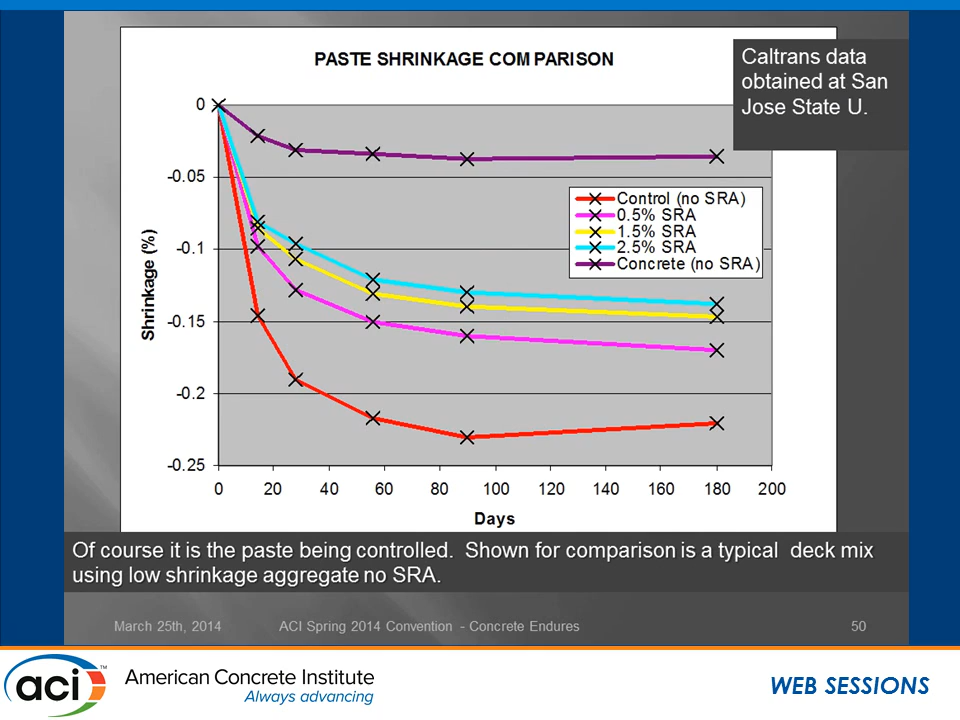 PASTE SHRINKAGE COMPARISON
Caltrans data
obtained at San
Jose State U.
0
-0.05
-0.1
-0.15
-0.2
-0.25
Shrinkage (%)
Control (no SRA)
0.5% SRA
1.5% SRA
2.5% SRA
Concrete (no SRA)
0 20 40 60 80 100 120 140 160 180 200
Days
Of course it is the paste being controlled. Shown for comparison is a typical deck mix
using low shrinkage aggregate no SRA.
March 25th, 2014 ACI Spring 2014 Convention - Concrete Endures 50
aci™ American Concrete Institute
Always advancing
WEB SESSIONS